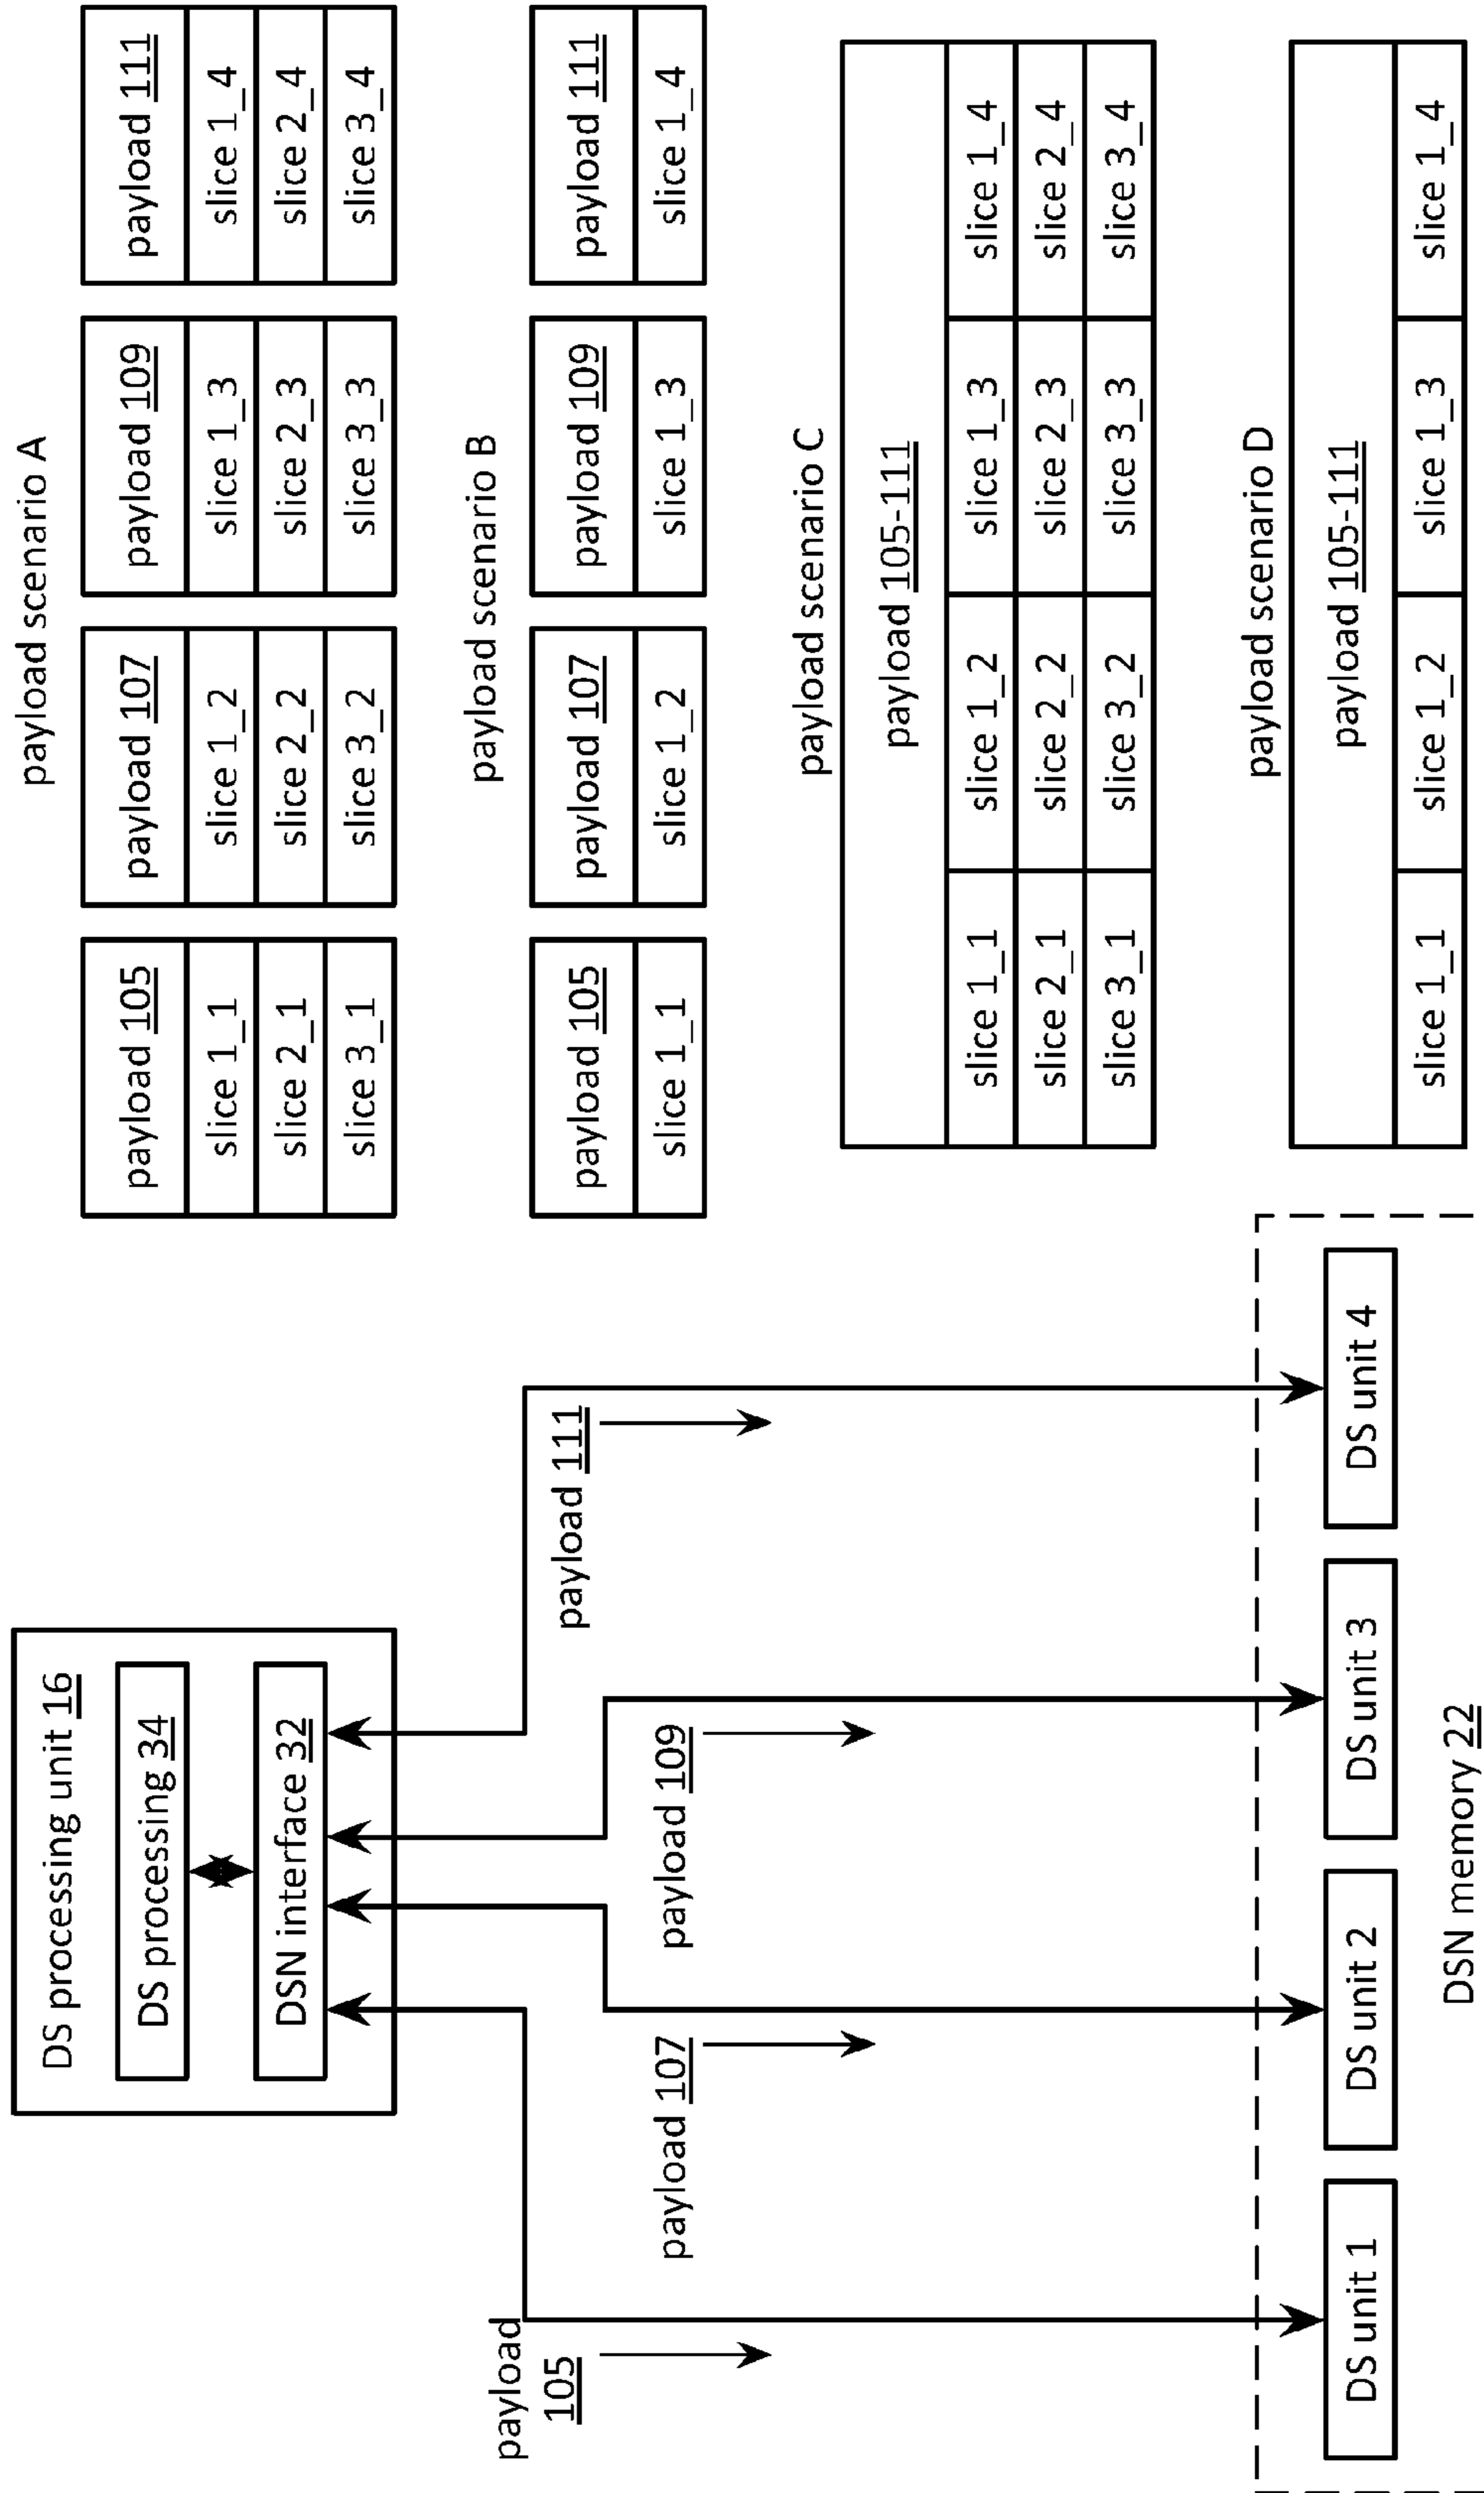 DS processing unit 16
DS processing 34
DSN interface 32
payload
105
payload 107
payload 109
payload 111
DS unit 1
DS unit 2
DS unit 3
DS unit 4
DSN memory 22
payload scenario A
payload 105
payload 107
payload 109
payload 111
slice 1_1
slice 1_2
slice 1_3
slice 1_4
slice 2_1
slice 2_2
slice 2_3
slice 2_4
slice 3_1
slice 3_2
slice 3_3
slice 3_4
payload scenario B
payload 105
payload 107
payload 109
payload 111
slice 1_1
slice 1_2
slice 1_3
slice 1_4
payload scenario C
payload 105-111
slice 1_1
slice 1_2
slice 1_3
slice 1_4
slice 2_1
slice 2_2
slice 2_3
slice 2_4
slice 3_1
slice 3_2
slice 3_3
slice 3_4
payload scenario D
payload 105-111
slice 1_1
slice 1_2
slice 1_3
slice 1_4